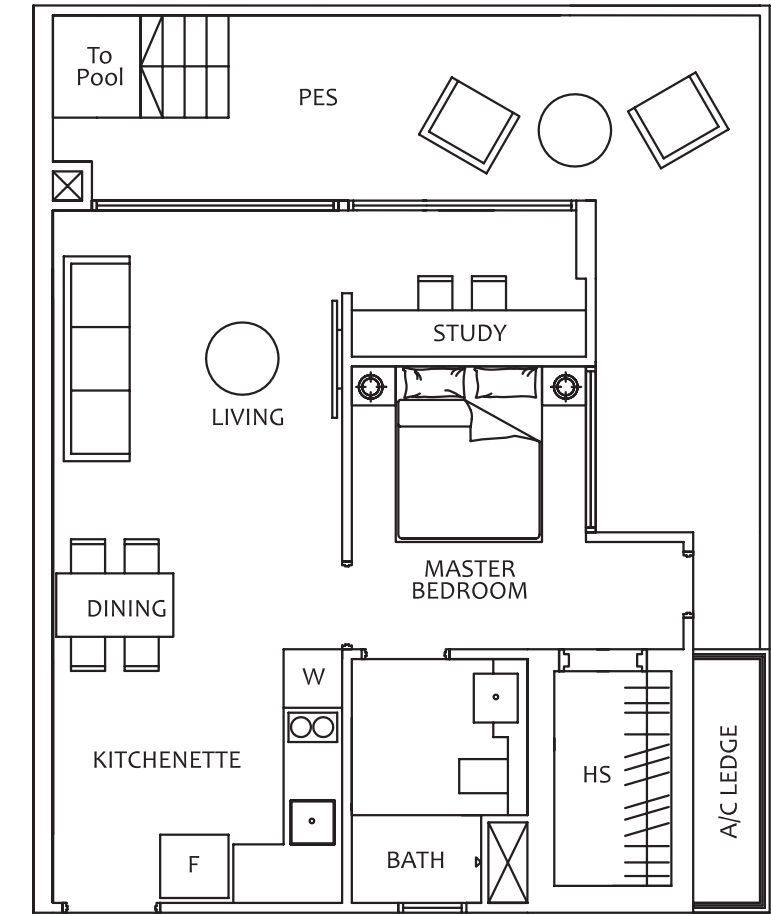 To
Pool
PES
STUDY
LIVING
MASTER
BEDROOM
DINING
W
KITCHENETTE
HS
A/C LEDGE
F
BATH